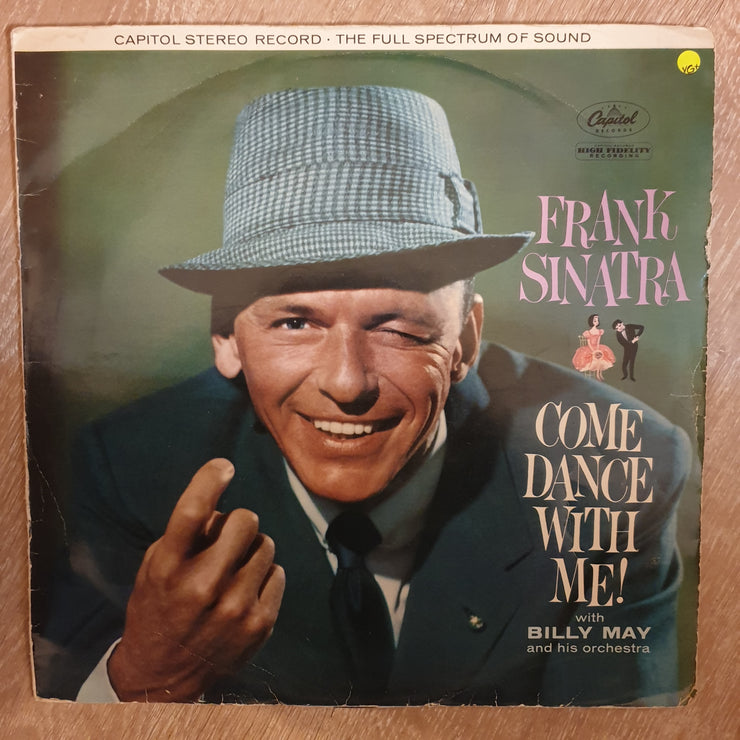 CAPITOL STEREO RECORD · THE FULL SPECTRUM OF SOUND
VG+
Capitol
RECORDS
HIGH FIDELITY
RECORDING
FRANK
SINATRA
COME
DANCE
WITH
ME!
with
BILLY MAY
and his orchestra